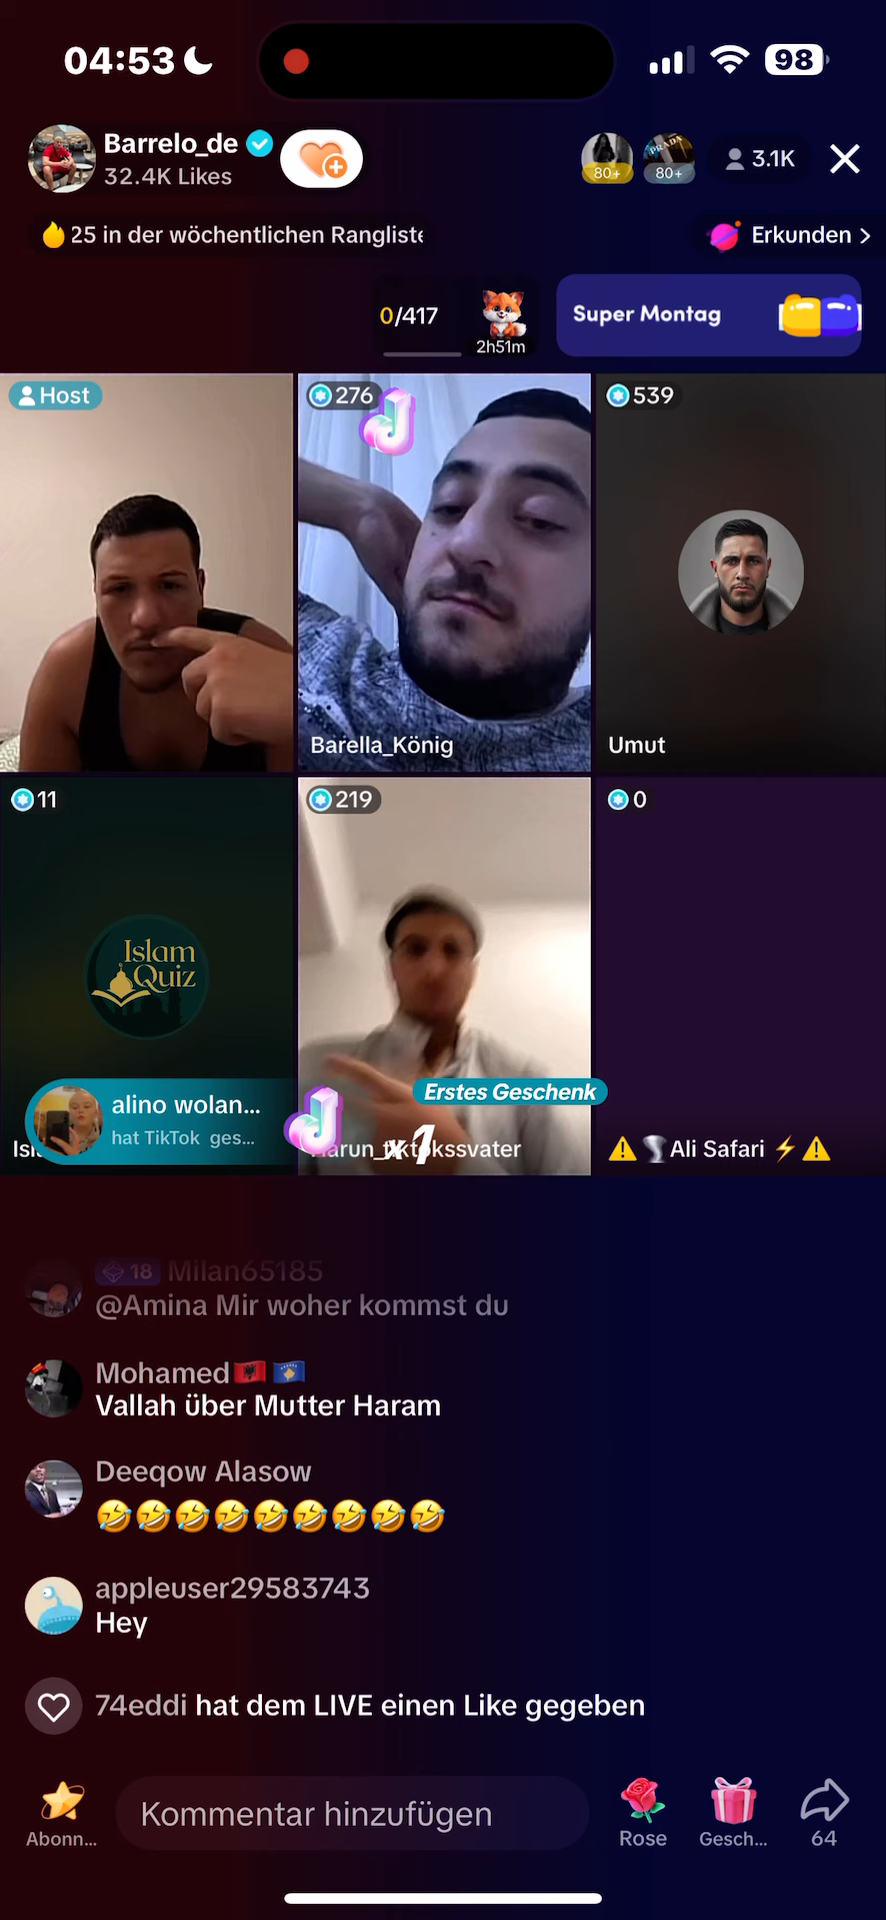 04:53
98
Barrelo_de
32.4K Likes
80+
80+
3.1K
25 in der wöchentlichen Rangliste
Erkunden >
0/417
2h51m
Super Montag
Host
276
539
Barella_König
Umut
11
219
0
Islam
Quiz
Erstes Geschenk
alino wolan...
hat TikTok ges...
x1
Ali Safari
18 Milan65185
@Amina Mir woher kommst du
Mohamed
Vallah über Mutter Haram
Deeqow Alasow
🤣🤣🤣🤣🤣🤣🤣🤣🤣
appleuser29583743
Hey
74eddi hat dem LIVE einen Like gegeben
Kommentar hinzufügen
Abonn...
Rose
Gesch...
64